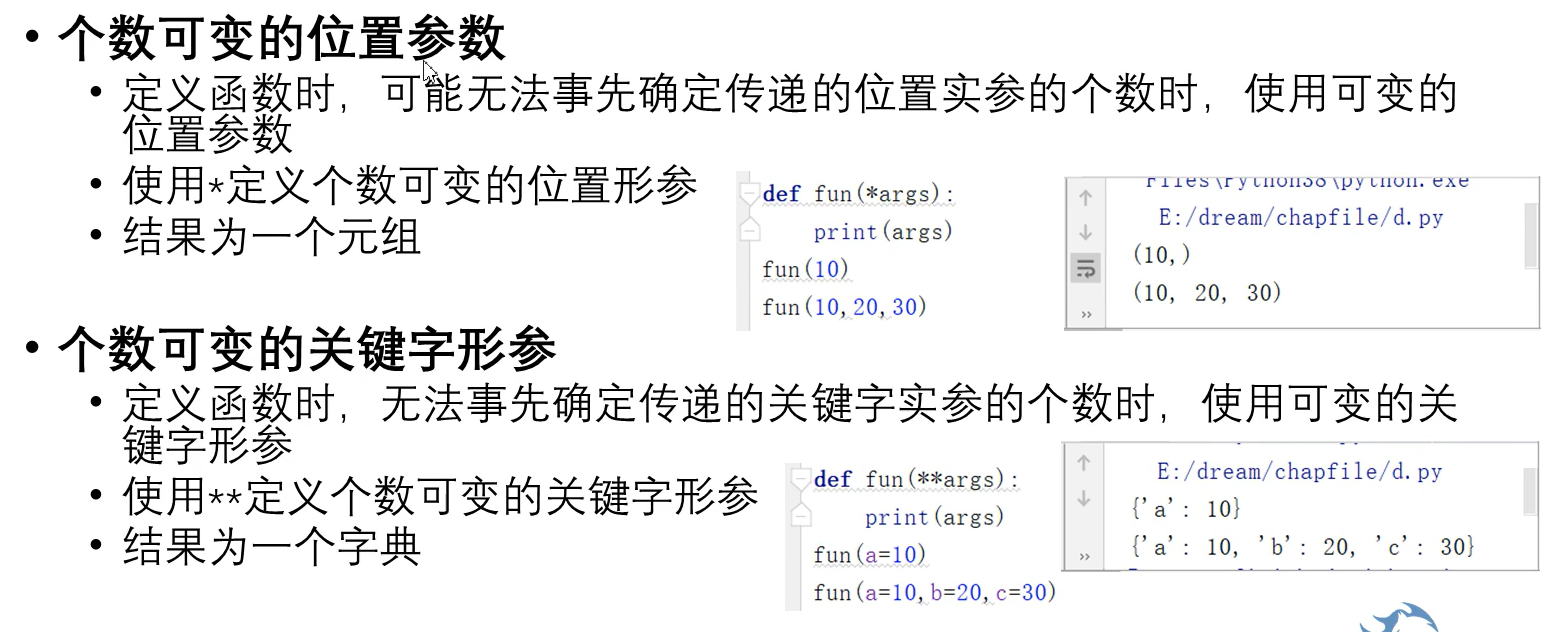 • 个数可变的位置参数
• 定义函数时，可能无法事先确定传递的位置实参的个数时，使用可变的
位置参数
• 使用*定义个数可变的位置形参
• 结果为一个元组
def fun(*args):
print(args)
fun(10)
fun(10,20,30)
Files\Python38\python.exe
E:/dream/chapfile/d.py
(10,)
(10, 20, 30)
• 个数可变的关键字形参
• 定义函数时，无法事先确定传递的关键字实参的个数时，使用可变的关
键字形参
• 使用**定义个数可变的关键字形参
• 结果为一个字典
def fun(**args):
print(args)
fun(a=10)
fun(a=10,b=20,c=30)
E:/dream/chapfile/d.py
{'a': 10}
{'a': 10, 'b': 20, 'c': 30}